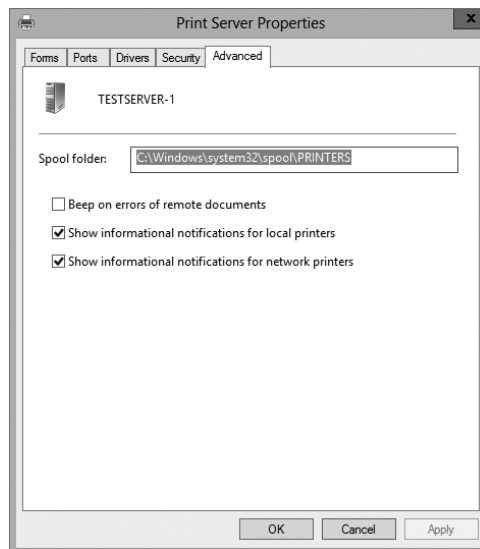 Print Server Properties
x
Forms Ports Drivers Security Advanced
TESTSERVER-1
Spool folder: C:\Windows\system32\spool\PRINTERS
Beep on errors of remote documents
Show informational notifications for local printers
Show informational notifications for network printers
OK Cancel Apply